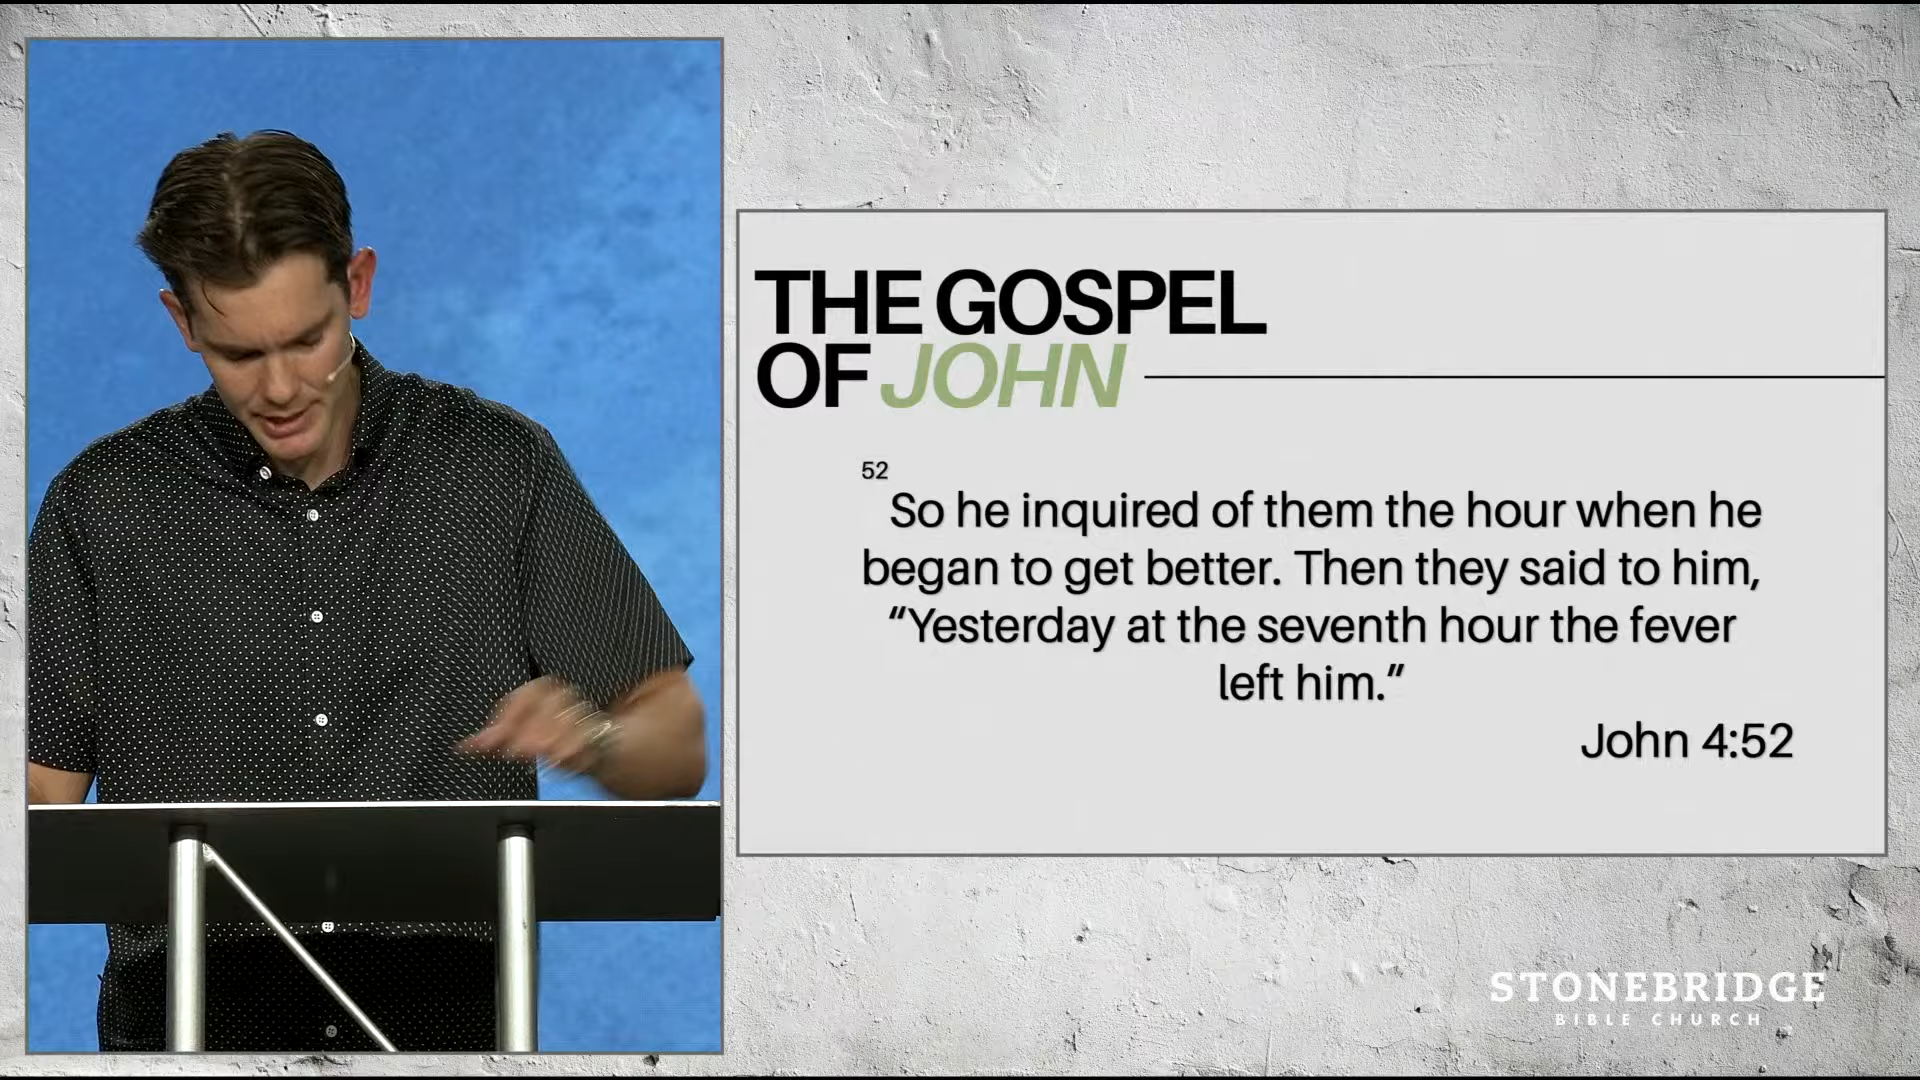 THE GOSPEL
OF JOHN
52
So he inquired of them the hour when he
began to get better. Then they said to him,
“Yesterday at the seventh hour the fever
left him.”
John 4:52
STONEBRIDGE
BIBLE CHURCH